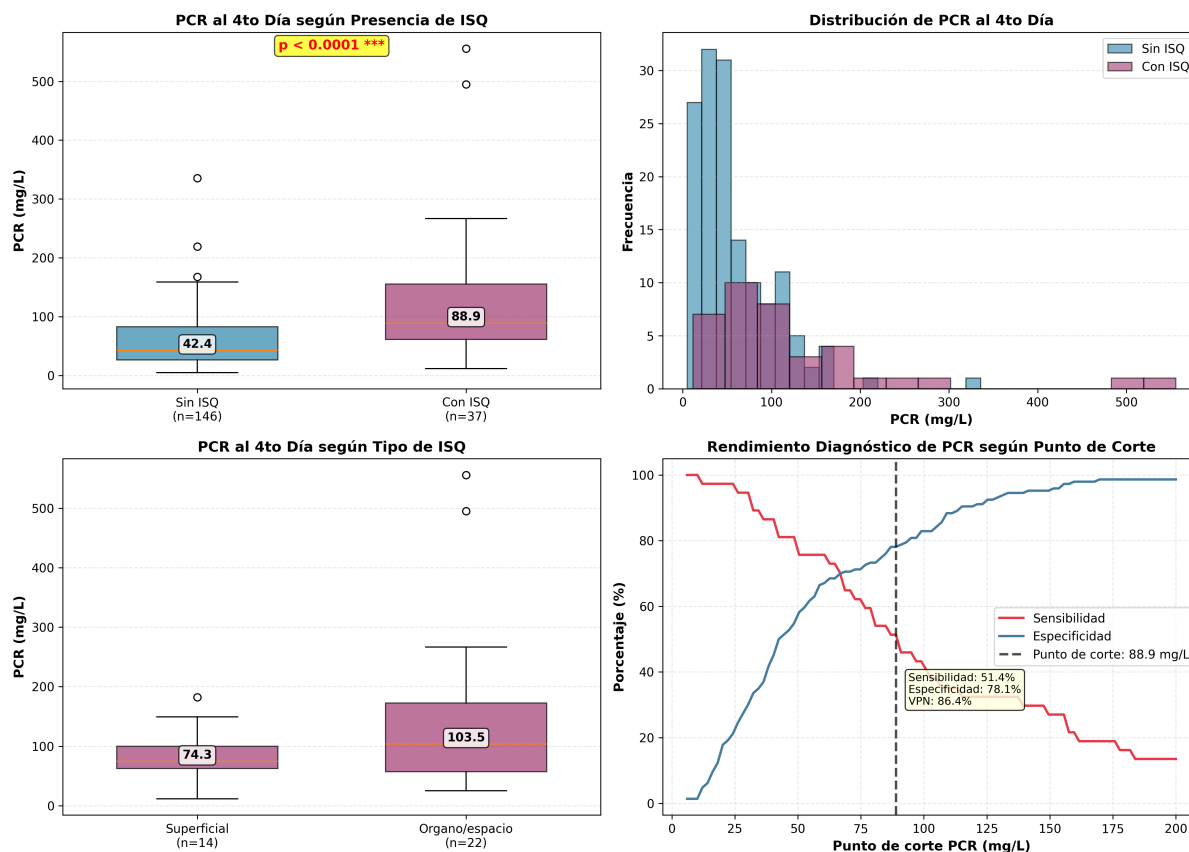 PCR al 4to Día según Presencia de ISQ
p < 0.0001 ***
PCR (mg/L)
500
400
300
200
100
0
42.4
88.9
Sin ISQ
(n=146)
Con ISQ
(n=37)
Distribución de PCR al 4to Día
Sin ISQ
Con ISQ
Frecuencia
30
25
20
15
10
5
0
0 100 200 300 400 500
PCR (mg/L)
PCR al 4to Día según Tipo de ISQ
PCR (mg/L)
500
400
300
200
100
0
74.3
103.5
Superficial
(n=14)
Organo/espacio
(n=22)
Rendimiento Diagnóstico de PCR según Punto de Corte
Porcentaje (%)
100
80
60
40
20
0
Sensibilidad
Especificidad
Punto de corte: 88.9 mg/L
Sensibilidad: 51.4%
Especificidad: 78.1%
VPN: 86.4%
0 25 50 75 100 125 150 175 200
Punto de corte PCR (mg/L)